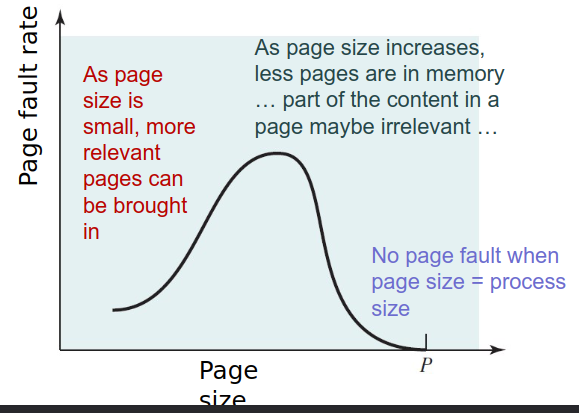 Page fault rate
As page
size is
small, more
relevant
pages can
be brought
in
As page size increases,
less pages are in memory
… part of the content in a
page maybe irrelevant …
No page fault when
page size = process
size
P
Page
size